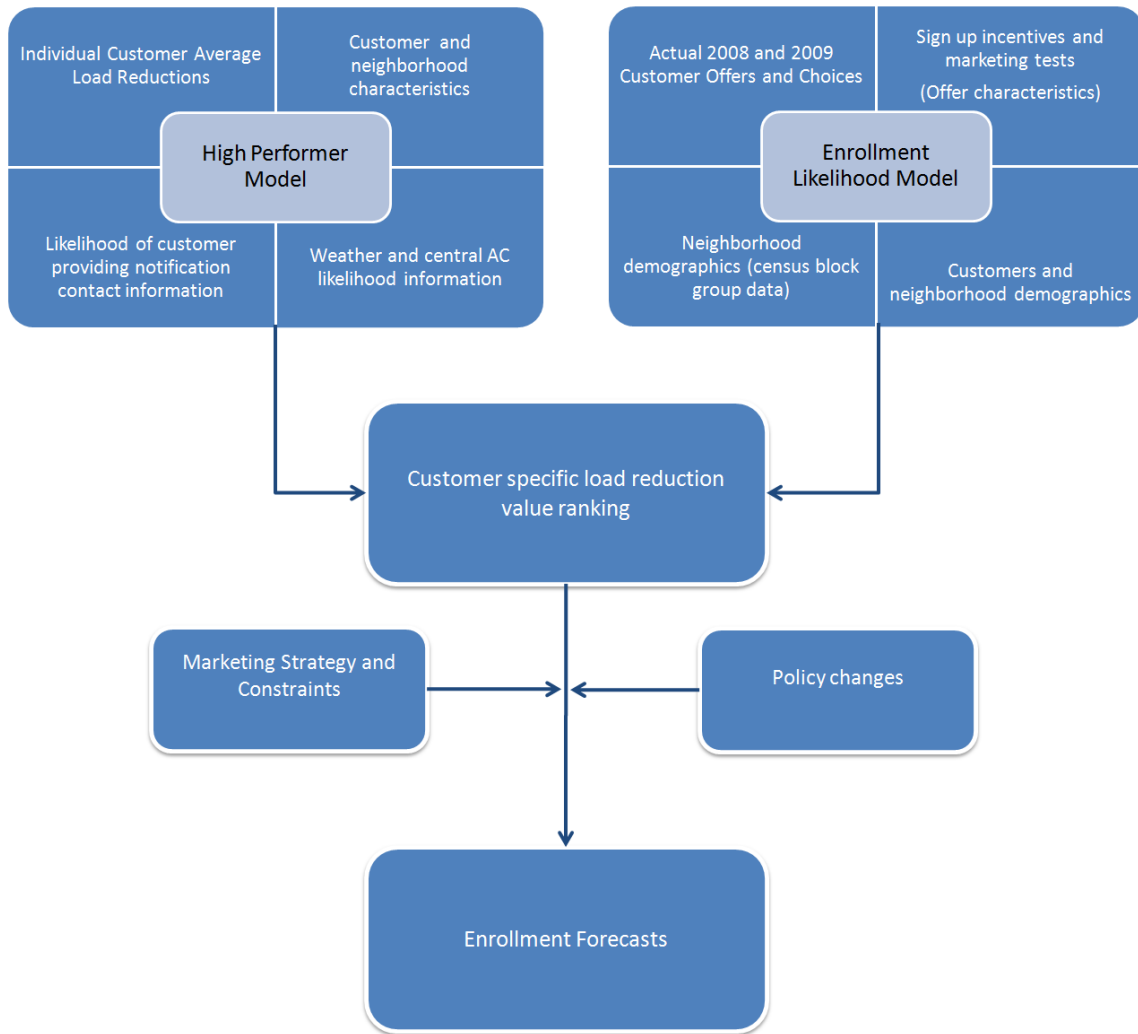 Individual Customer Average
Load Reductions
Customer and
neighborhood
characteristics
High Performer
Model
Likelihood of customer
providing notification
contact information
Weather and central AC
likelihood information
Actual 2008 and 2009
Customer Offers and Choices
Sign up incentives and
marketing tests
(Offer characteristics)
Enrollment
Likelihood Model
Neighborhood
demographics (census block
group data)
Customers and
neighborhood demographics
Customer specific load reduction
value ranking
Marketing Strategy and
Constraints
Policy changes
Enrollment Forecasts